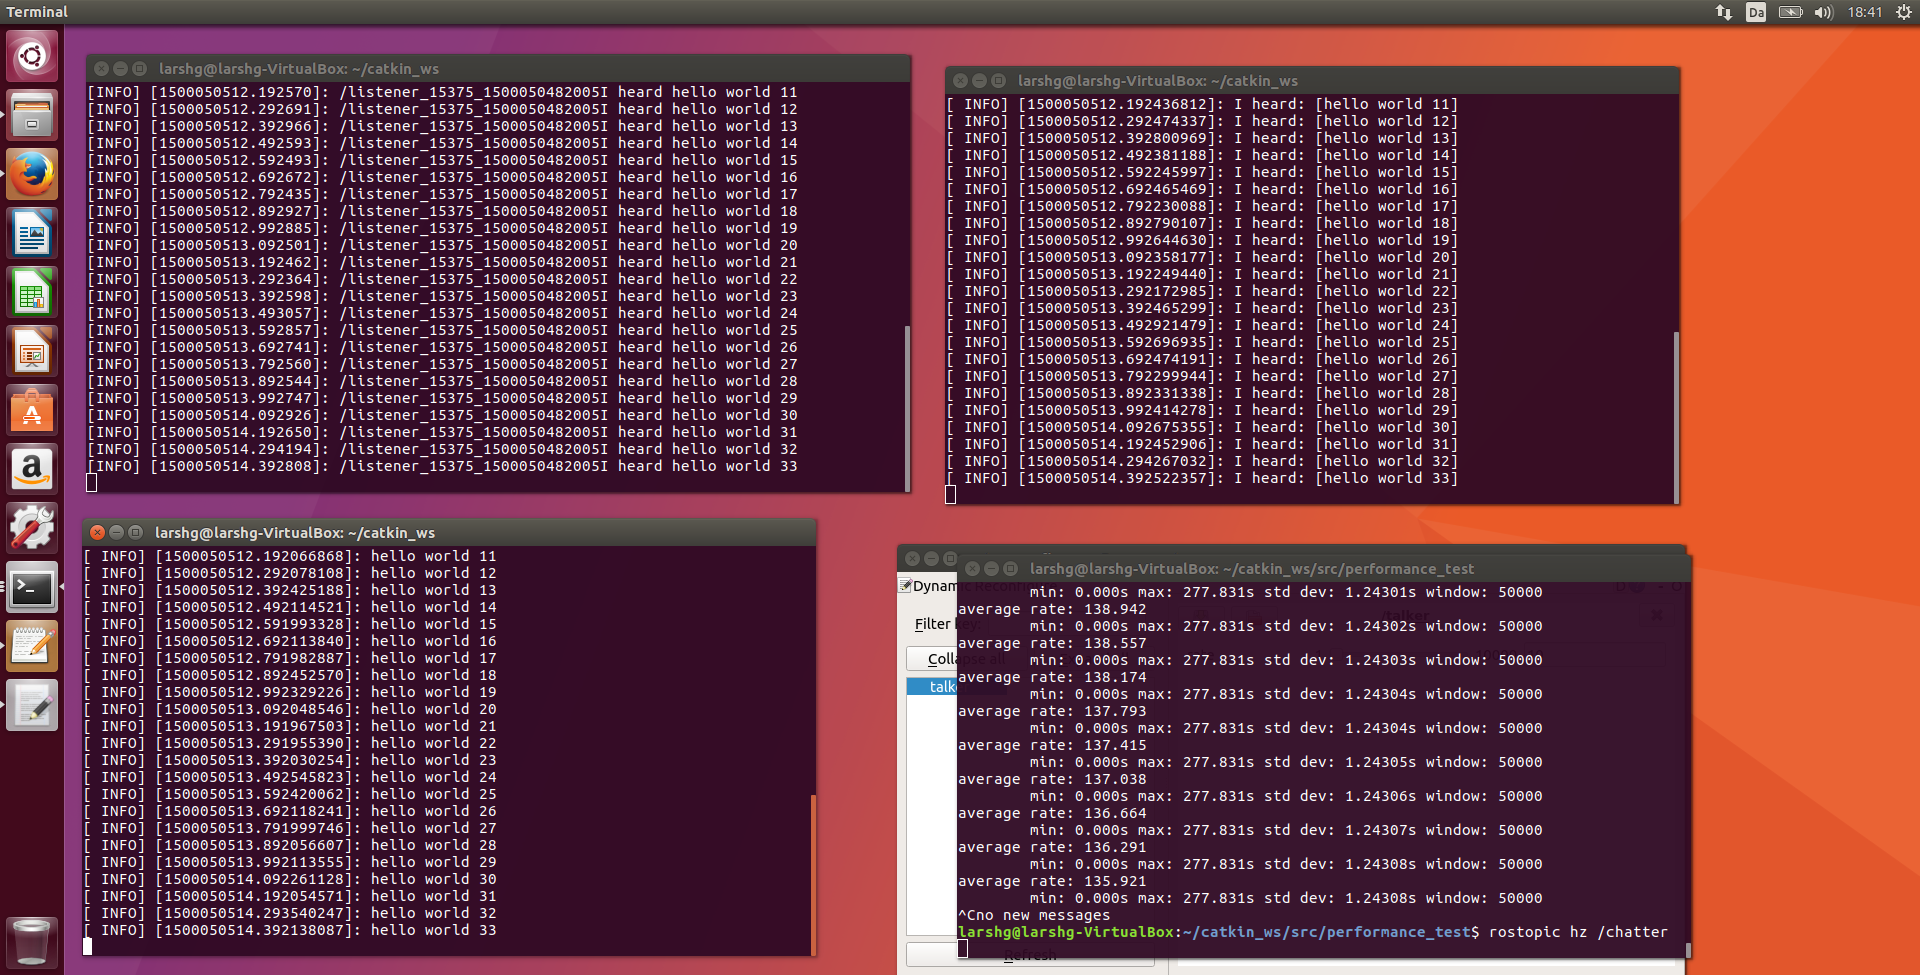 Terminal
Da
18:41
larshg@larshg-VirtualBox: ~/catkin_ws
[INFO] [1500050512.192570]: /listener_15375_1500050482005I heard hello world 11
[INFO] [1500050512.292691]: /listener_15375_1500050482005I heard hello world 12
[INFO] [1500050512.392966]: /listener_15375_1500050482005I heard hello world 13
[INFO] [1500050512.492593]: /listener_15375_1500050482005I heard hello world 14
[INFO] [1500050512.592493]: /listener_15375_1500050482005I heard hello world 15
[INFO] [1500050512.692672]: /listener_15375_1500050482005I heard hello world 16
[INFO] [1500050512.792435]: /listener_15375_1500050482005I heard hello world 17
[INFO] [1500050512.892927]: /listener_15375_1500050482005I heard hello world 18
[INFO] [1500050512.992885]: /listener_15375_1500050482005I heard hello world 19
[INFO] [1500050513.092501]: /listener_15375_1500050482005I heard hello world 20
[INFO] [1500050513.192462]: /listener_15375_1500050482005I heard hello world 21
[INFO] [1500050513.292364]: /listener_15375_1500050482005I heard hello world 22
[INFO] [1500050513.392598]: /listener_15375_1500050482005I heard hello world 23
[INFO] [1500050513.493057]: /listener_15375_1500050482005I heard hello world 24
[INFO] [1500050513.592857]: /listener_15375_1500050482005I heard hello world 25
[INFO] [1500050513.692741]: /listener_15375_1500050482005I heard hello world 26
[INFO] [1500050513.792560]: /listener_15375_1500050482005I heard hello world 27
[INFO] [1500050513.892544]: /listener_15375_1500050482005I heard hello world 28
[INFO] [1500050513.992747]: /listener_15375_1500050482005I heard hello world 29
[INFO] [1500050514.092926]: /listener_15375_1500050482005I heard hello world 30
[INFO] [1500050514.192650]: /listener_15375_1500050482005I heard hello world 31
[INFO] [1500050514.294194]: /listener_15375_1500050482005I heard hello world 32
[INFO] [1500050514.392808]: /listener_15375_1500050482005I heard hello world 33
larshg@larshg-VirtualBox: ~/catkin_ws
[ INFO] [1500050512.192436812]: I heard: [hello world 11]
[ INFO] [1500050512.292474337]: I heard: [hello world 12]
[ INFO] [1500050512.392800969]: I heard: [hello world 13]
[ INFO] [1500050512.492381188]: I heard: [hello world 14]
[ INFO] [1500050512.592245997]: I heard: [hello world 15]
[ INFO] [1500050512.692465469]: I heard: [hello world 16]
[ INFO] [1500050512.792230088]: I heard: [hello world 17]
[ INFO] [1500050512.892790107]: I heard: [hello world 18]
[ INFO] [1500050512.992644630]: I heard: [hello world 19]
[ INFO] [1500050513.092358177]: I heard: [hello world 20]
[ INFO] [1500050513.192249440]: I heard: [hello world 21]
[ INFO] [1500050513.292172985]: I heard: [hello world 22]
[ INFO] [1500050513.392465299]: I heard: [hello world 23]
[ INFO] [1500050513.492921479]: I heard: [hello world 24]
[ INFO] [1500050513.592696935]: I heard: [hello world 25]
[ INFO] [1500050513.692474191]: I heard: [hello world 26]
[ INFO] [1500050513.792299944]: I heard: [hello world 27]
[ INFO] [1500050513.892331338]: I heard: [hello world 28]
[ INFO] [1500050513.992414278]: I heard: [hello world 29]
[ INFO] [1500050514.092675355]: I heard: [hello world 30]
[ INFO] [1500050514.192452906]: I heard: [hello world 31]
[ INFO] [1500050514.294267032]: I heard: [hello world 32]
[ INFO] [1500050514.392522357]: I heard: [hello world 33]
larshg@larshg-VirtualBox: ~/catkin_ws
[ INFO] [1500050512.192066868]: hello world 11
[ INFO] [1500050512.292078108]: hello world 12
[ INFO] [1500050512.392425188]: hello world 13
[ INFO] [1500050512.492114521]: hello world 14
[ INFO] [1500050512.591993328]: hello world 15
[ INFO] [1500050512.692113840]: hello world 16
[ INFO] [1500050512.791982887]: hello world 17
[ INFO] [1500050512.892452570]: hello world 18
[ INFO] [1500050512.992329226]: hello world 19
[ INFO] [1500050513.092048546]: hello world 20
[ INFO] [1500050513.191967503]: hello world 21
[ INFO] [1500050513.291955390]: hello world 22
[ INFO] [1500050513.392030254]: hello world 23
[ INFO] [1500050513.492545823]: hello world 24
[ INFO] [1500050513.592420062]: hello world 25
[ INFO] [1500050513.692118241]: hello world 26
[ INFO] [1500050513.791999746]: hello world 27
[ INFO] [1500050513.892056607]: hello world 28
[ INFO] [1500050513.992113555]: hello world 29
[ INFO] [1500050514.092261128]: hello world 30
[ INFO] [1500050514.192054571]: hello world 31
[ INFO] [1500050514.293540247]: hello world 32
[ INFO] [1500050514.392138087]: hello world 33
Dynamic
Filter key:
Collapse all
talker
Refresh
larshg@larshg-VirtualBox: ~/catkin_ws/src/performance_test
min: 0.000s max: 277.831s std dev: 1.24301s window: 50000
average rate: 138.942
min: 0.000s max: 277.831s std dev: 1.24302s window: 50000
average rate: 138.557
min: 0.000s max: 277.831s std dev: 1.24303s window: 50000
average rate: 138.174
min: 0.000s max: 277.831s std dev: 1.24304s window: 50000
average rate: 137.793
min: 0.000s max: 277.831s std dev: 1.24304s window: 50000
average rate: 137.415
min: 0.000s max: 277.831s std dev: 1.24305s window: 50000
average rate: 137.038
min: 0.000s max: 277.831s std dev: 1.24306s window: 50000
average rate: 136.664
min: 0.000s max: 277.831s std dev: 1.24307s window: 50000
average rate: 136.291
min: 0.000s max: 277.831s std dev: 1.24308s window: 50000
average rate: 135.921
min: 0.000s max: 277.831s std dev: 1.24308s window: 50000
^Cno new messages
larshg@larshg-VirtualBox:~/catkin_ws/src/performance_test$ rostopic hz /chatter